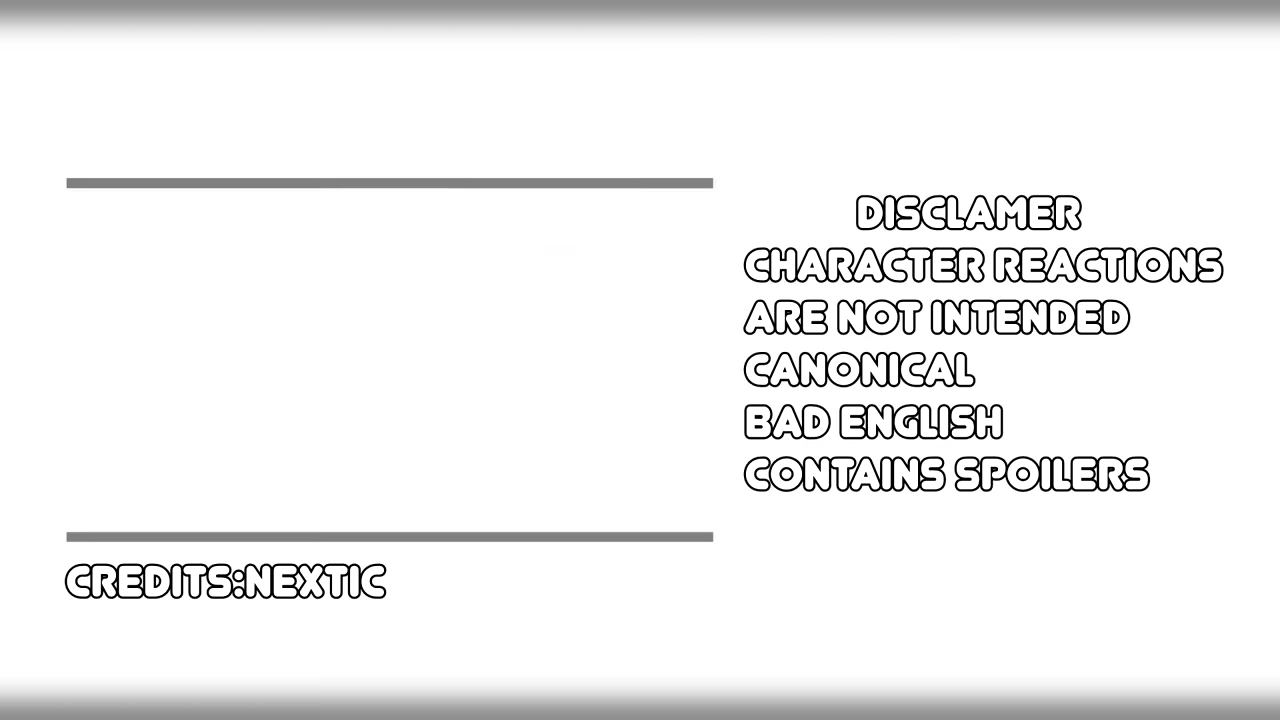 DISCLAMER
CHARACTER REACTIONS
ARE NOT INTENDED
CANONICAL
BAD ENGLISH
CONTAINS SPOILERS
CREDITS:NEXTIC